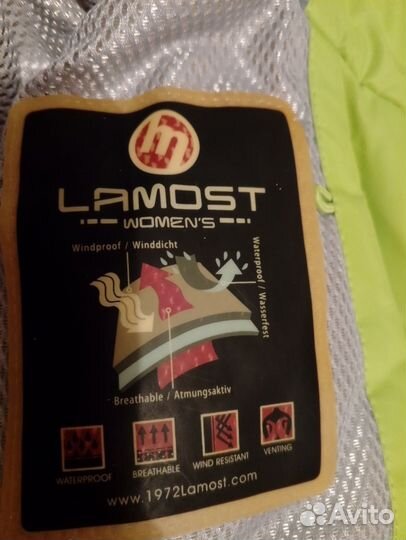 m
LAMOST
WOMEN'S
Windproof / Winddicht
Waterproof / Wasserfest
Breathable / Atmungsaktiv
WATERPROOF
BREATHABLE
WIND RESISTANT
VENTING
www.1972Lamost.com
Avito